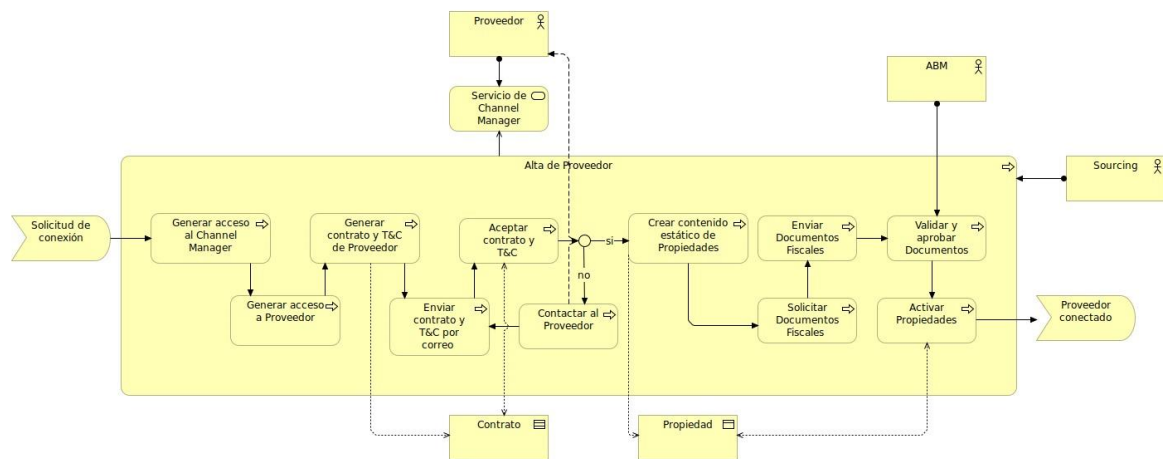 Proveedor
ABM
Servicio de
Channel
Manager
Alta de Proveedor
Sourcing
Solicitud de
conexión
Generar acceso
al Channel
Manager
Generar
contrato y T&C
de Proveedor
Aceptar
contrato y
T&C
si
no
Crear contenido
estático de
Propiedades
Enviar
Documentos
Fiscales
Validar y
aprobar
Documentos
Generar acceso
a Proveedor
Enviar
contrato y
T&C por
correo
Contactar al
Proveedor
Solicitar
Documentos
Fiscales
Activar
Propiedades
Proveedor
conectado
Contrato
Propiedad